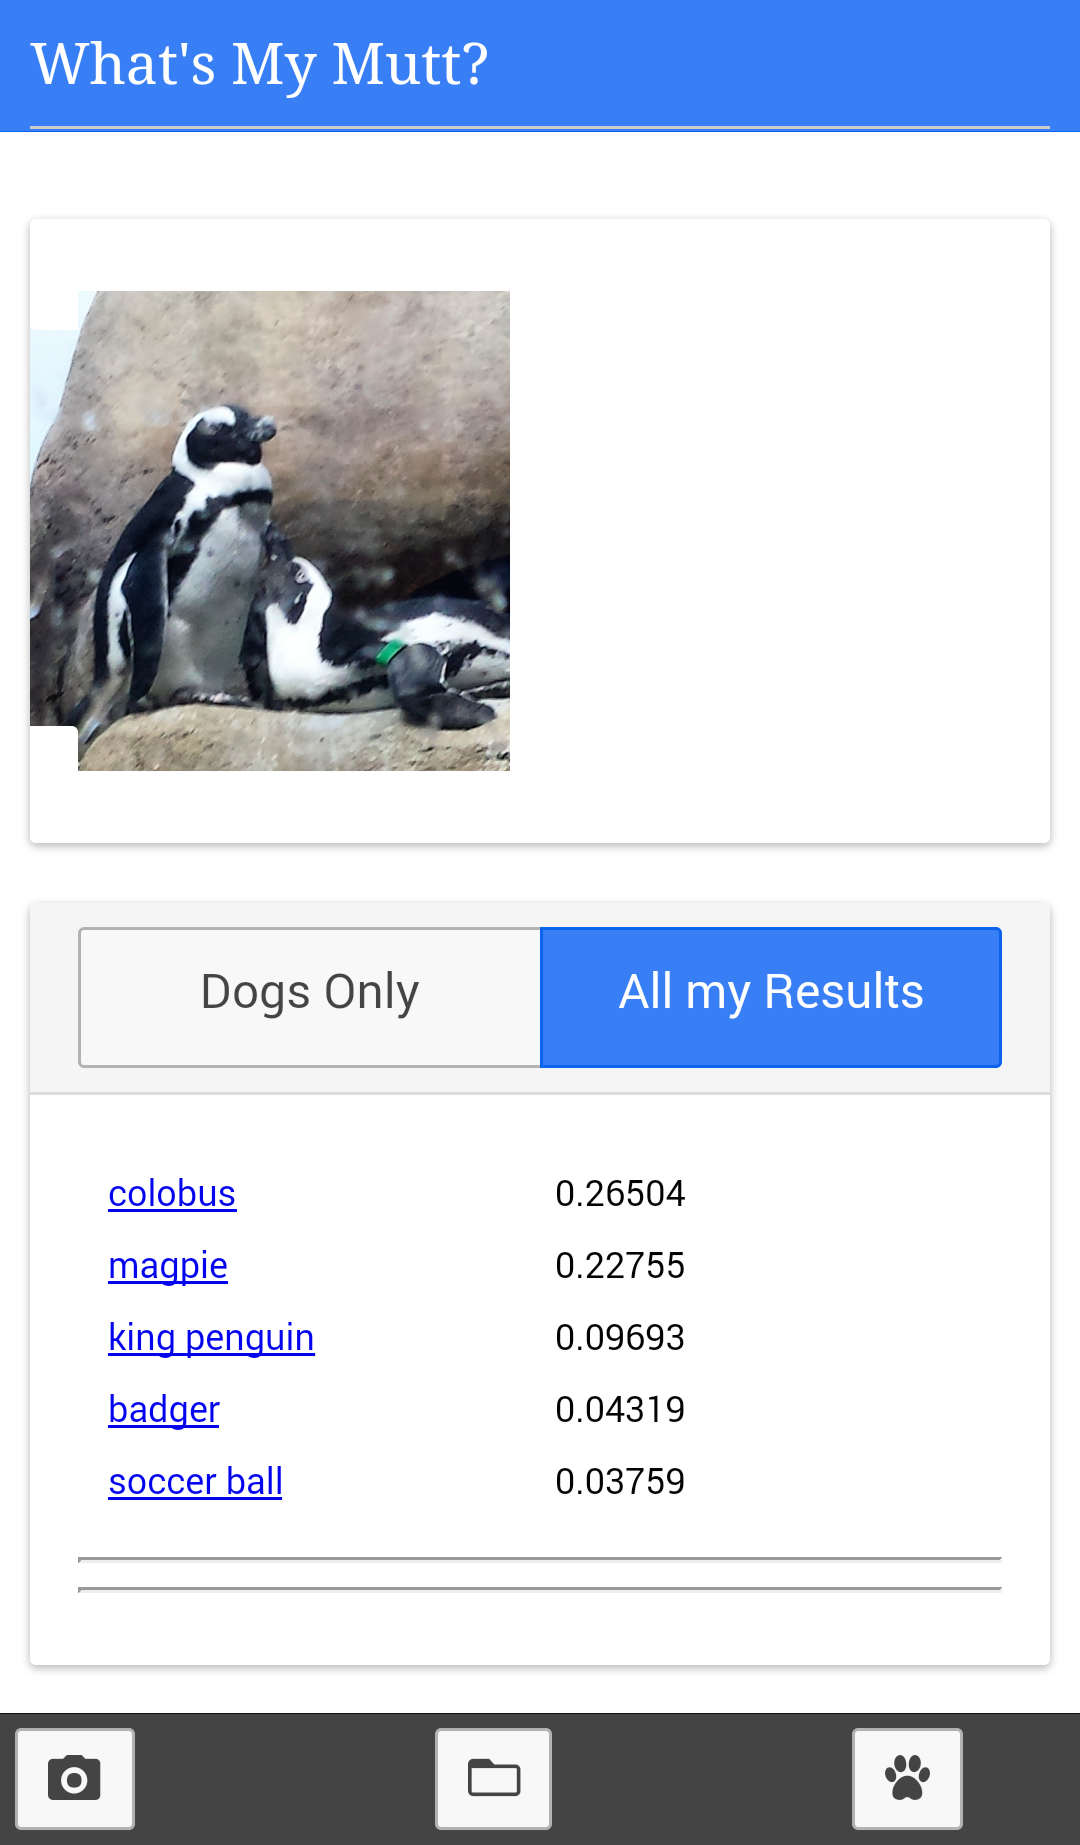 What's My Mutt?
Dogs Only All my Results
colobus 0.26504
magpie 0.22755
king penguin 0.09693
badger 0.04319
soccer ball 0.03759